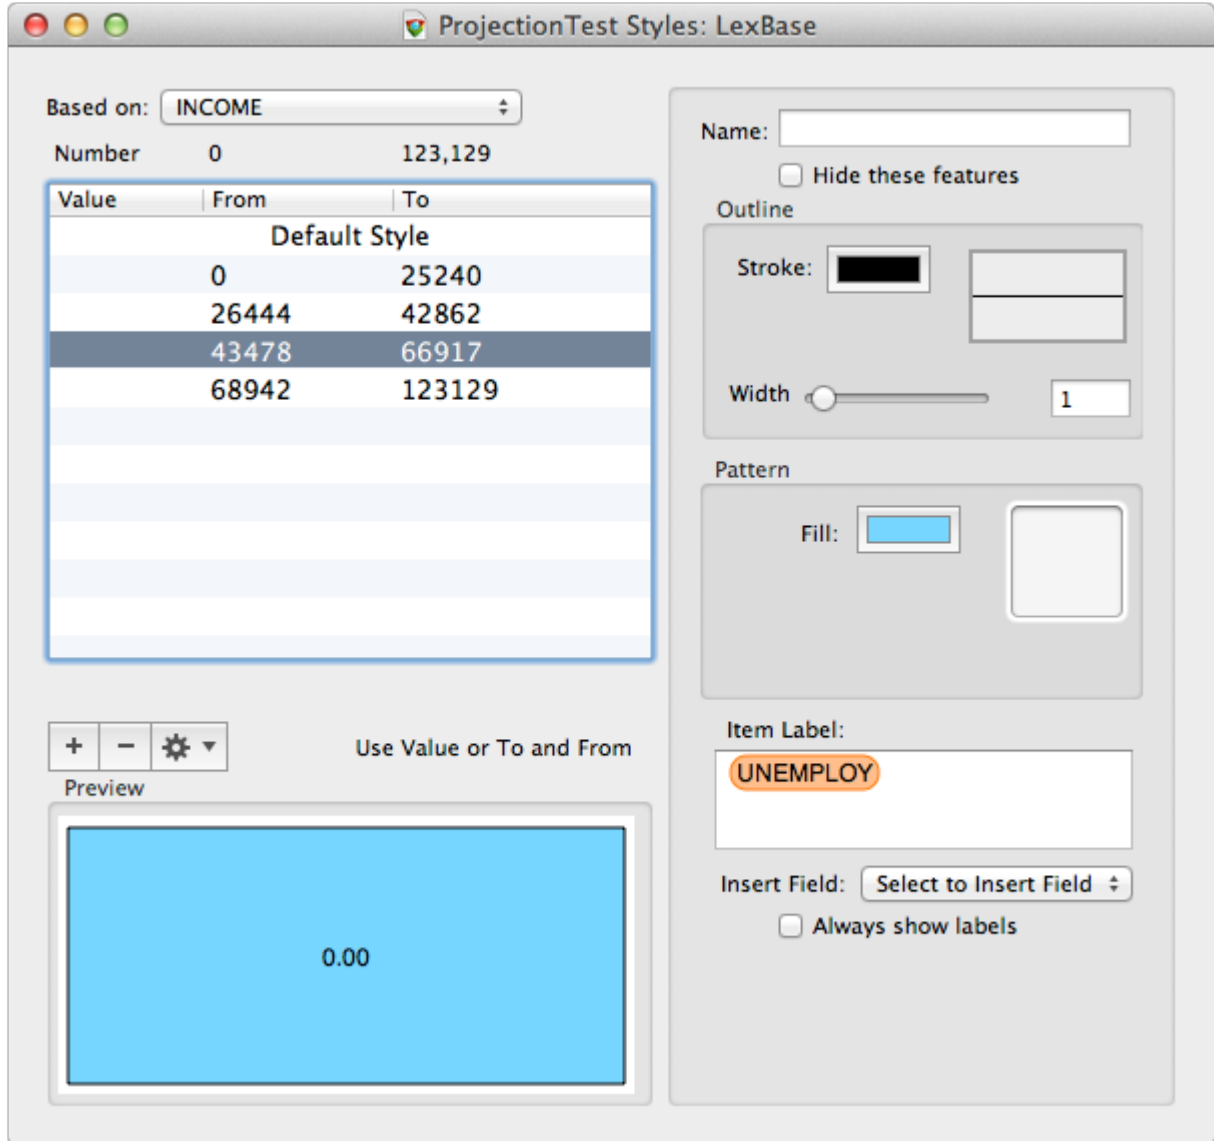 ProjectionTest Styles: LexBase
Based on: INCOME
Number 0 123,129
Value From To
Default Style
0 25240
26444 42862
43478 66917
68942 123129
Use Value or To and From
Preview
0.00
Name:
Hide these features
Outline
Stroke:
Width 1
Pattern
Fill:
Item Label:
UNEMPLOY
Insert Field: Select to Insert Field
Always show labels